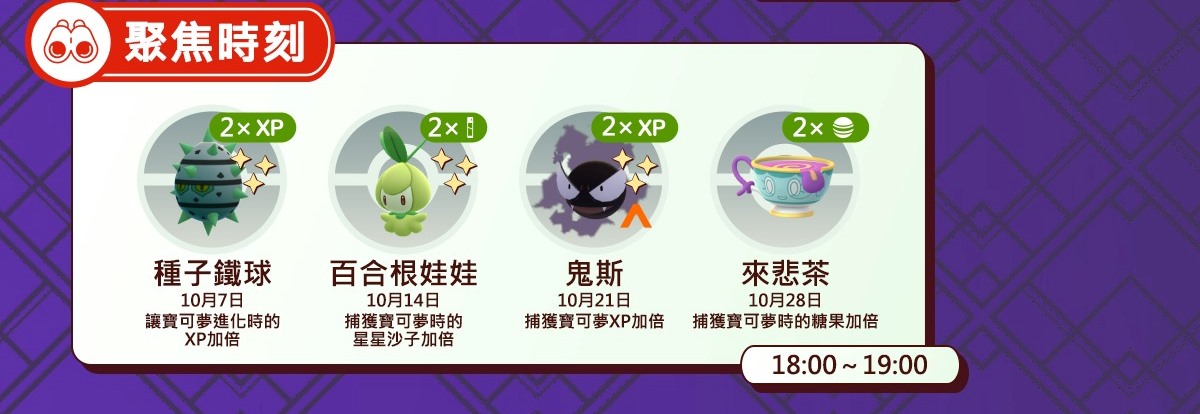 聚焦時刻
2×XP
2×
2×XP
2×
種子鐵球
10月7日
讓寶可夢進化時的
XP加倍
百合根娃娃
10月14日
捕獲寶可夢時的
星星沙子加倍
鬼斯
10月21日
捕獲寶可夢XP加倍
來悲茶
10月28日
捕獲寶可夢時的糖果加倍
18:00～19:00